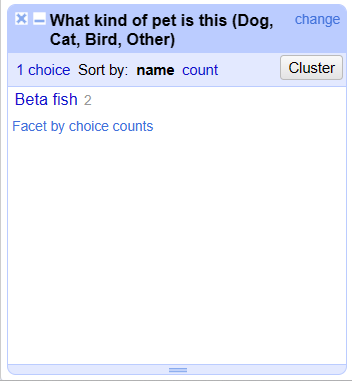 What kind of pet is this (Dog, change
Cat, Bird, Other)
1 choice Sort by: name count Cluster
Beta fish 2
Facet by choice counts